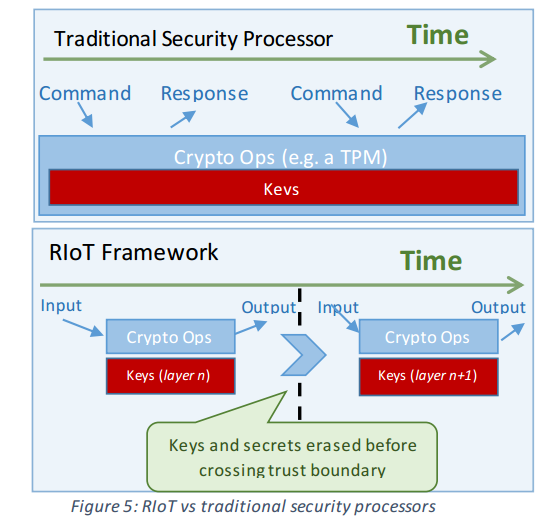 Traditional Security Processor
Time
Command Response Command Response
Crypto Ops (e.g. a TPM)
Keys
RIoT Framework
Time
Input Output Input Output
Crypto Ops Crypto Ops
Keys (layer n) Keys (layer n+1)
Keys and secrets erased before
crossing trust boundary
Figure 5: RIoT vs traditional security processors